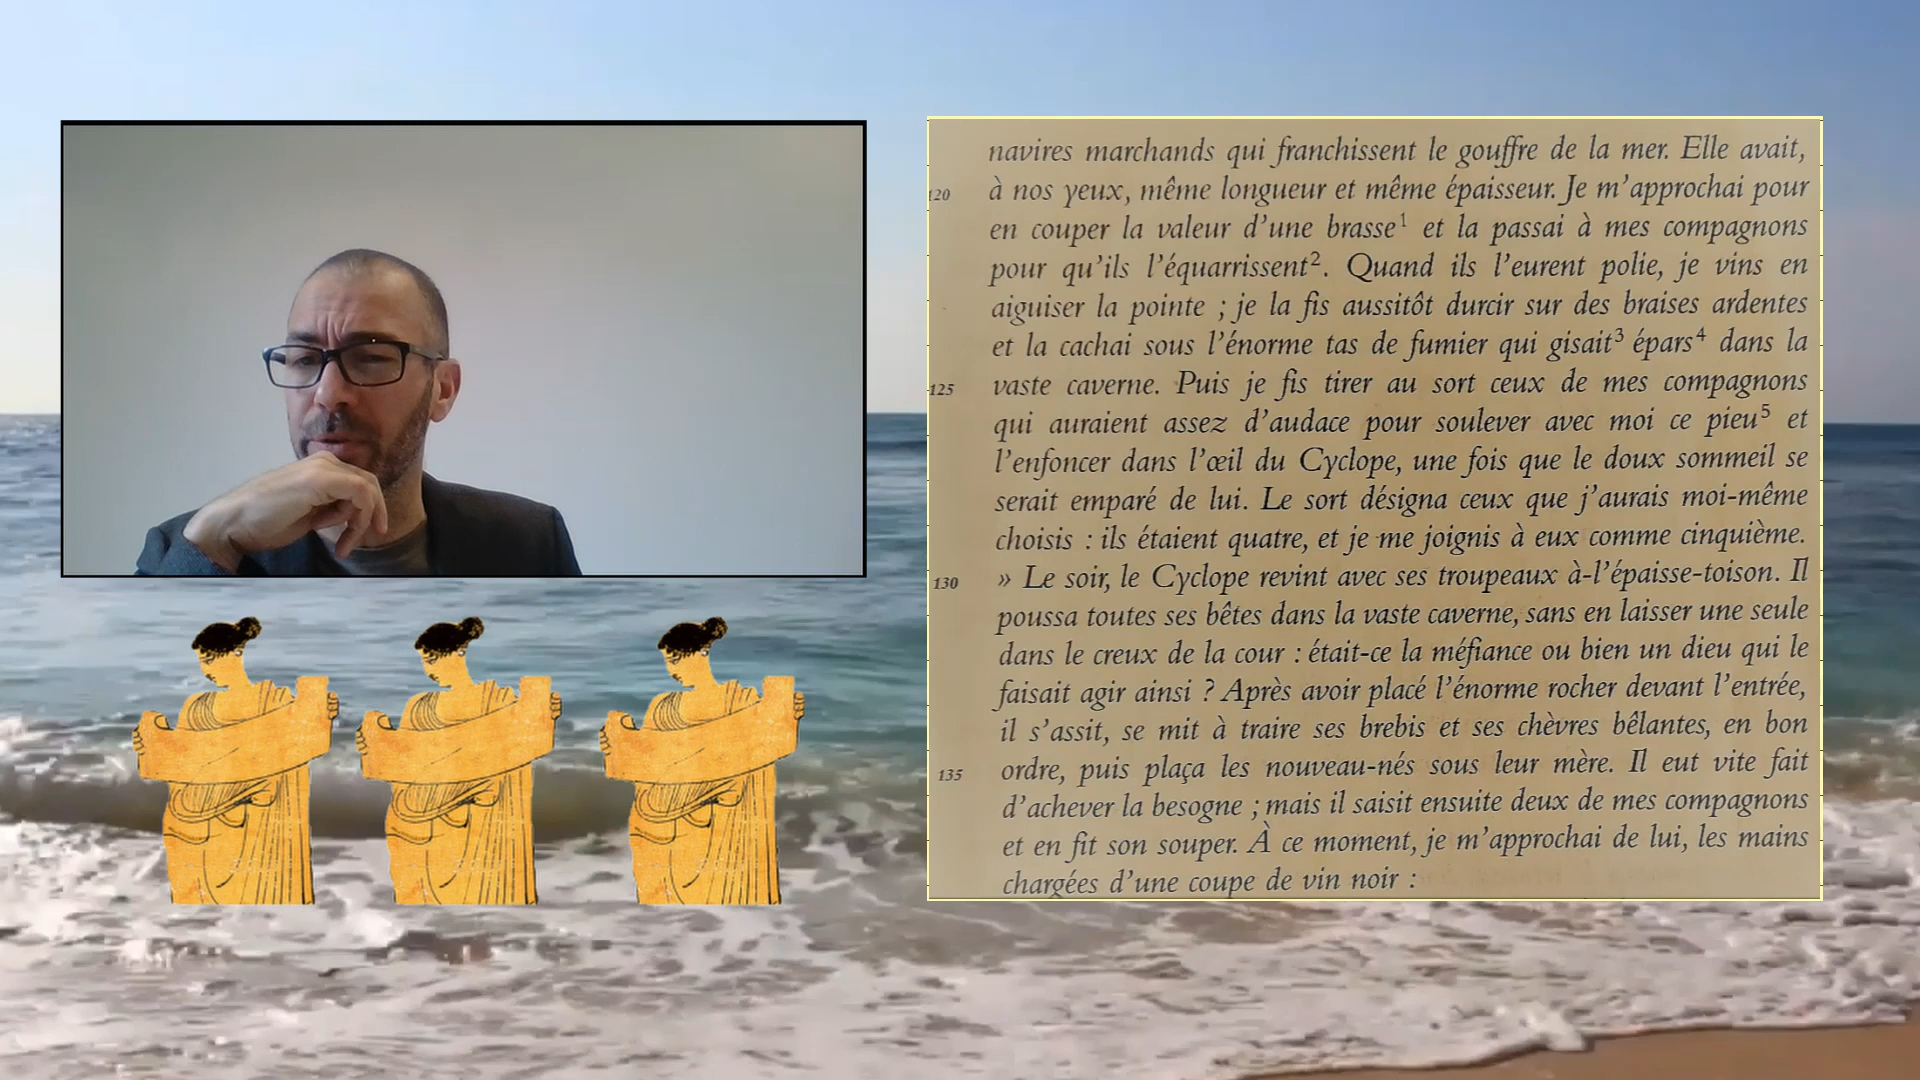 navires marchands qui franchissent le gouffre de la mer. Elle avait,
120 à nos yeux, même longueur et même épaisseur. Je m'approchai pour
en couper la valeur d'une brasse¹ et la passai à mes compagnons
pour qu'ils l'équarrissent². Quand ils l'eurent polie, je vins en
aiguiser la pointe ; je la fis aussitôt durcir sur des braises ardentes
et la cachai sous l'énorme tas de fumier qui gisait³ épars⁴ dans la
125 vaste caverne. Puis je fis tirer au sort ceux de mes compagnons
qui auraient assez d'audace pour soulever avec moi ce pieu⁵ et
l'enfoncer dans l'œil du Cyclope, une fois que le doux sommeil se
serait emparé de lui. Le sort désigna ceux que j'aurais moi-même
choisis : ils étaient quatre, et je me joignis à eux comme cinquième.
130 » Le soir, le Cyclope revint avec ses troupeaux à-l'épaisse-toison. Il
poussa toutes ses bêtes dans la vaste caverne, sans en laisser une seule
dans le creux de la cour : était-ce la méfiance ou bien un dieu qui le
faisait agir ainsi ? Après avoir placé l'énorme rocher devant l'entrée,
il s'assit, se mit à traire ses brebis et ses chèvres bêlantes, en bon
135 ordre, puis plaça les nouveau-nés sous leur mère. Il eut vite fait
d'achever la besogne ; mais il saisit ensuite deux de mes compagnons
et en fit son souper. À ce moment, je m'approchai de lui, les mains
chargées d'une coupe de vin noir :